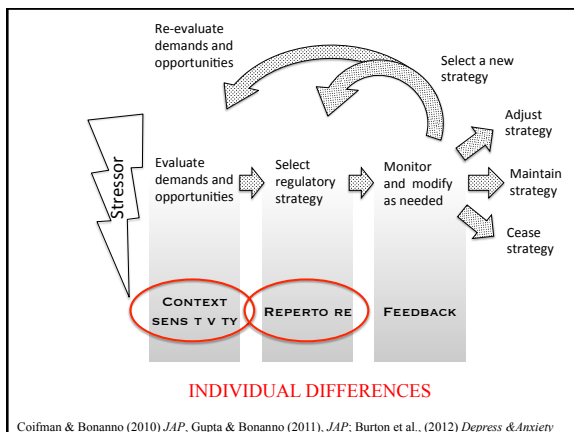 Re-evaluate
demands and
opportunities
Select a new
strategy
Adjust
strategy
Stressor
Evaluate
demands and
opportunities
Select
regulatory
strategy
Monitor
and modify
as needed
Maintain
strategy
Cease
strategy
CONTEXT
SENS T V TY
REPERTO RE
FEEDBACK
INDIVIDUAL DIFFERENCES
Coifman & Bonanno (2010) JAP, Gupta & Bonanno (2011), JAP; Burton et al., (2012) Depress &Anxiety